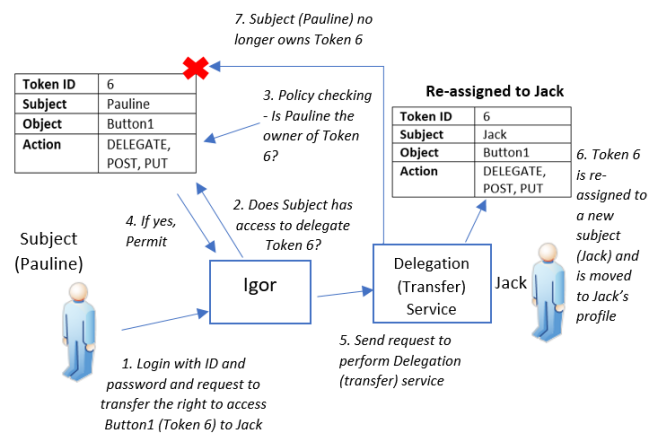 7. Subject (Pauline) no
longer owns Token 6
Token ID 6
Subject Pauline
Object Button1
Action DELEGATE,
POST, PUT
3. Policy checking
- Is Pauline the
owner of Token
6?
Re-assigned to Jack
Token ID 6
Subject Jack
Object Button1
Action DELEGATE,
POST, PUT
6. Token 6
is re-
assigned to
a new
subject
(Jack) and
is moved
to Jack's
profile
4. If yes,
Permit
2. Does Subject has
access to delegate
Token 6?
Subject
(Pauline)
Igor
Delegation
(Transfer)
Service
Jack
5. Send request to
perform Delegation
(transfer) service
1. Login with ID and
password and request to
transfer the right to access
Button1 (Token 6) to Jack